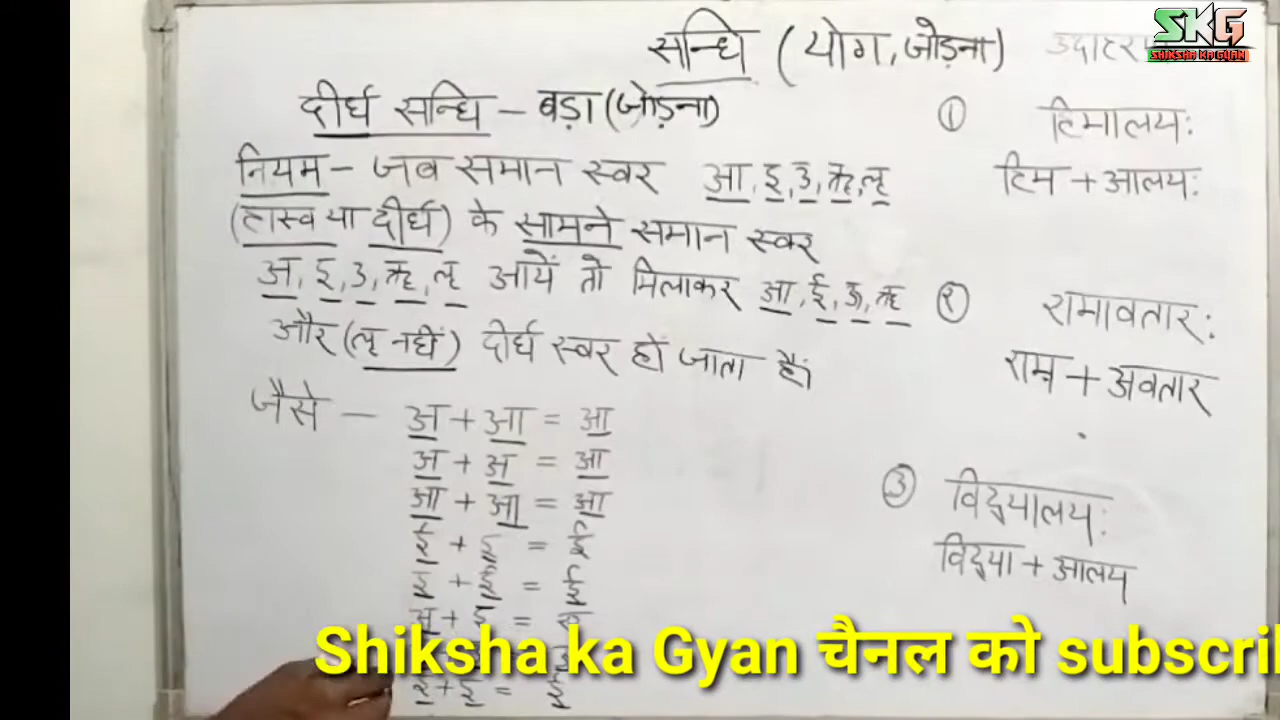 सन्धि (योग, जोड़ना)
SKG
SHIKSHA KA GYAN
दीर्घ सन्धि - बड़ा (जोड़ना)
नियम - जब समान स्वर आ, इ, उ, ऋ, लृ
(हास्व या दीर्घ) के सामने समान स्वर
अ, इ, उ, ऋ, लृ आयें तो मिलाकर आ, ई, ऊ, ऋ
और (लृ नहीं) दीर्घ स्वर हो जाता है।
जैसे - अ + आ = आ
अ + अ = आ
आ + आ = आ
ई + इ = ई
① हिमालय:
हिम + आलय:
② रामावतार:
राम + अवतार
③ विद्यालय:
विद्या + आलय
Shiksha ka Gyan चैनल को subscri